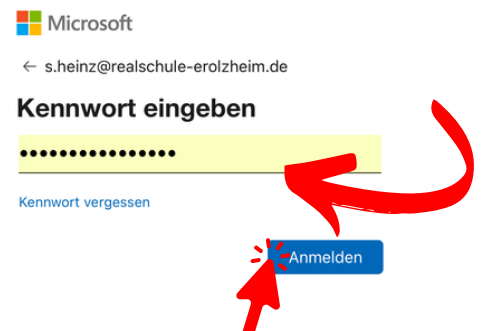 Microsoft
← s.heinz@realschule-erolzheim.de
Kennwort eingeben
••••••••••••••••
Kennwort vergessen
Anmelden